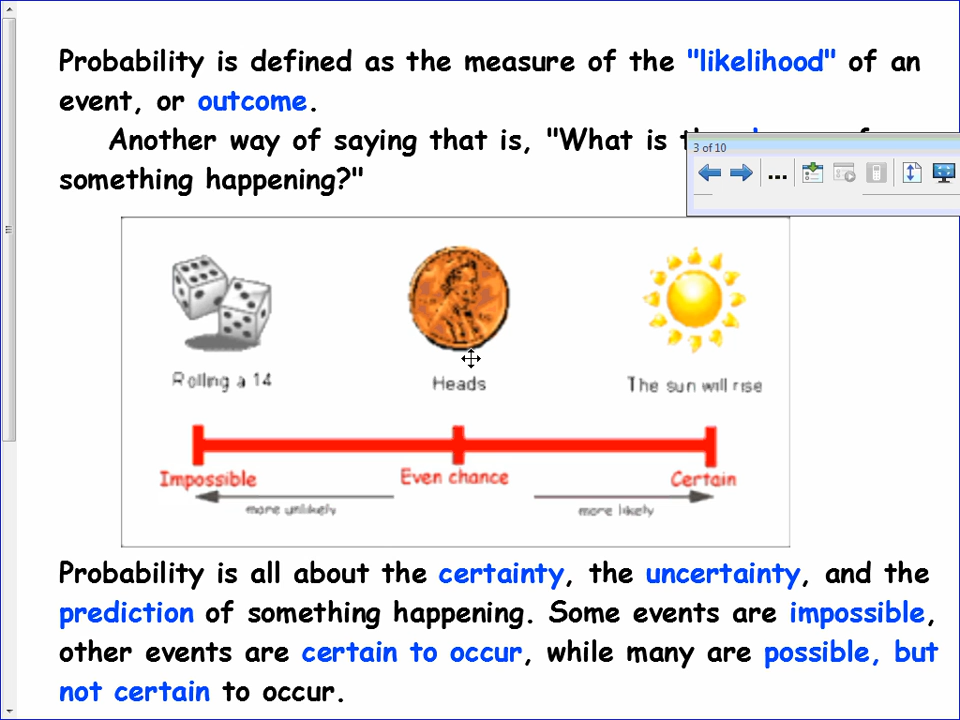 Probability is defined as the measure of the "likelihood" of an
event, or outcome.
Another way of saying that is, "What is
something happening?"
3 of 10
Rolling a 14
Heads
The sun will rise
Impossible
Even chance
Certain
more unlikely
more likely
Probability is all about the certainty, the uncertainty, and the
prediction of something happening. Some events are impossible,
other events are certain to occur, while many are possible, but
not certain to occur.